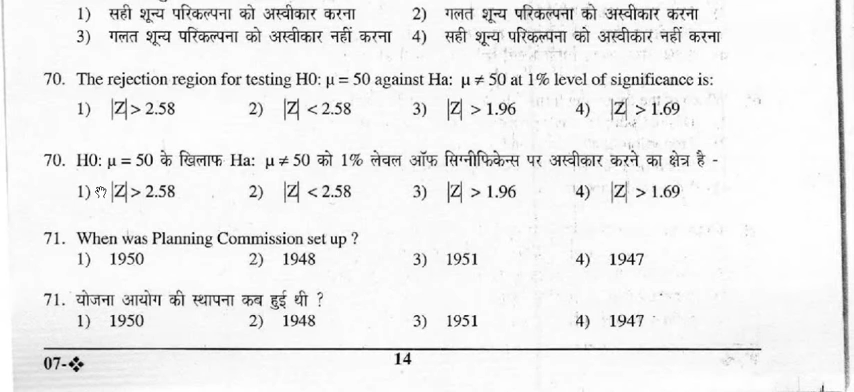 1) सही शून्य परिकल्पना को अस्वीकार करना 2) गलत शून्य परिकल्पना को अस्वीकार करना
3) गलत शून्य परिकल्पना को अस्वीकार नहीं करना 4) सही शून्य परिकल्पना को अस्वीकार नहीं करना
70. The rejection region for testing H0: μ = 50 against Ha: μ ≠ 50 at 1% level of significance is:
1) |Z| > 2.58 2) |Z| < 2.58 3) |Z| > 1.96 4) |Z| > 1.69
70. H0: μ = 50 के खिलाफ Ha: μ ≠ 50 को 1% लेवल ऑफ सिग्नीफिकेन्स पर अस्वीकार करने का क्षेत्र है -
1) |Z| > 2.58 2) |Z| < 2.58 3) |Z| > 1.96 4) |Z| > 1.69
71. When was Planning Commission set up ?
1) 1950 2) 1948 3) 1951 4) 1947
71. योजना आयोग की स्थापना कब हुई थी ?
1) 1950 2) 1948 3) 1951 4) 1947
07-❖ 14